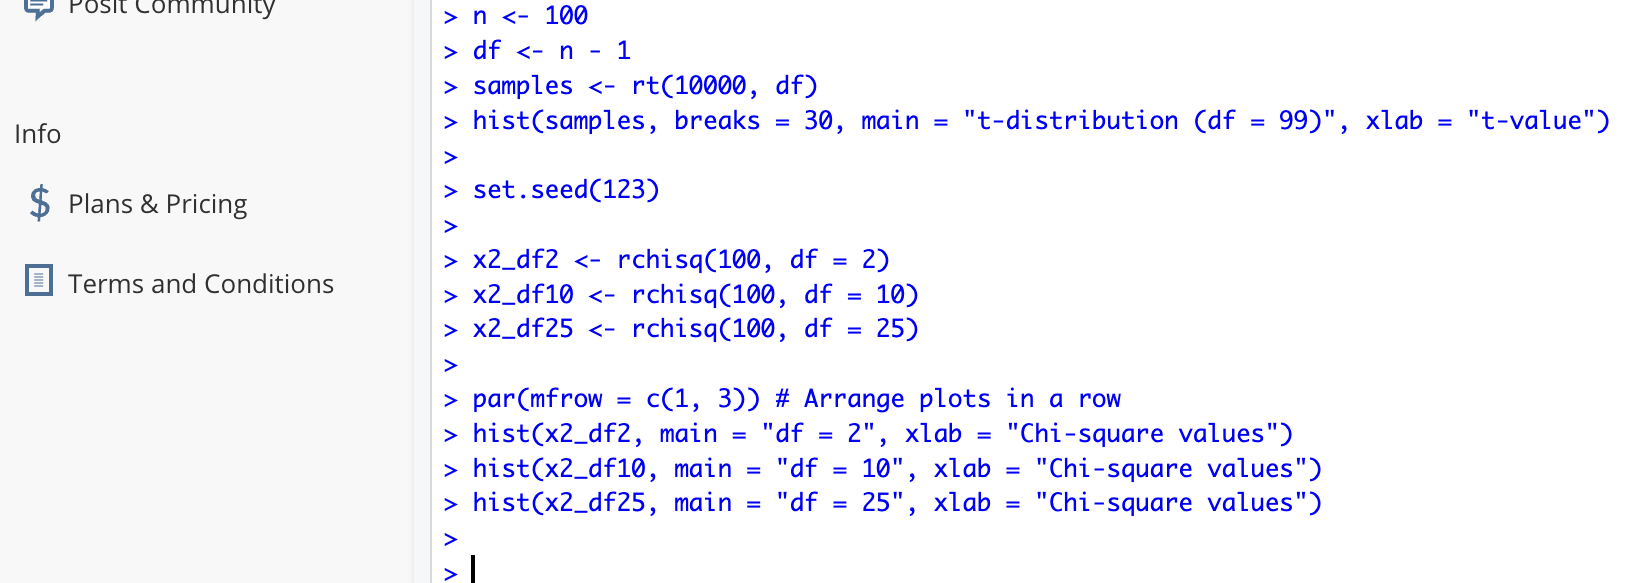 Posit Community
Info
Plans & Pricing
Terms and Conditions
> n <- 100
> df <- n - 1
> samples <- rt(10000, df)
> hist(samples, breaks = 30, main = "t-distribution (df = 99)", xlab = "t-value")
>
> set.seed(123)
>
> x2_df2 <- rchisq(100, df = 2)
> x2_df10 <- rchisq(100, df = 10)
> x2_df25 <- rchisq(100, df = 25)
>
> par(mfrow = c(1, 3)) # Arrange plots in a row
> hist(x2_df2, main = "df = 2", xlab = "Chi-square values")
> hist(x2_df10, main = "df = 10", xlab = "Chi-square values")
> hist(x2_df25, main = "df = 25", xlab = "Chi-square values")
>
>